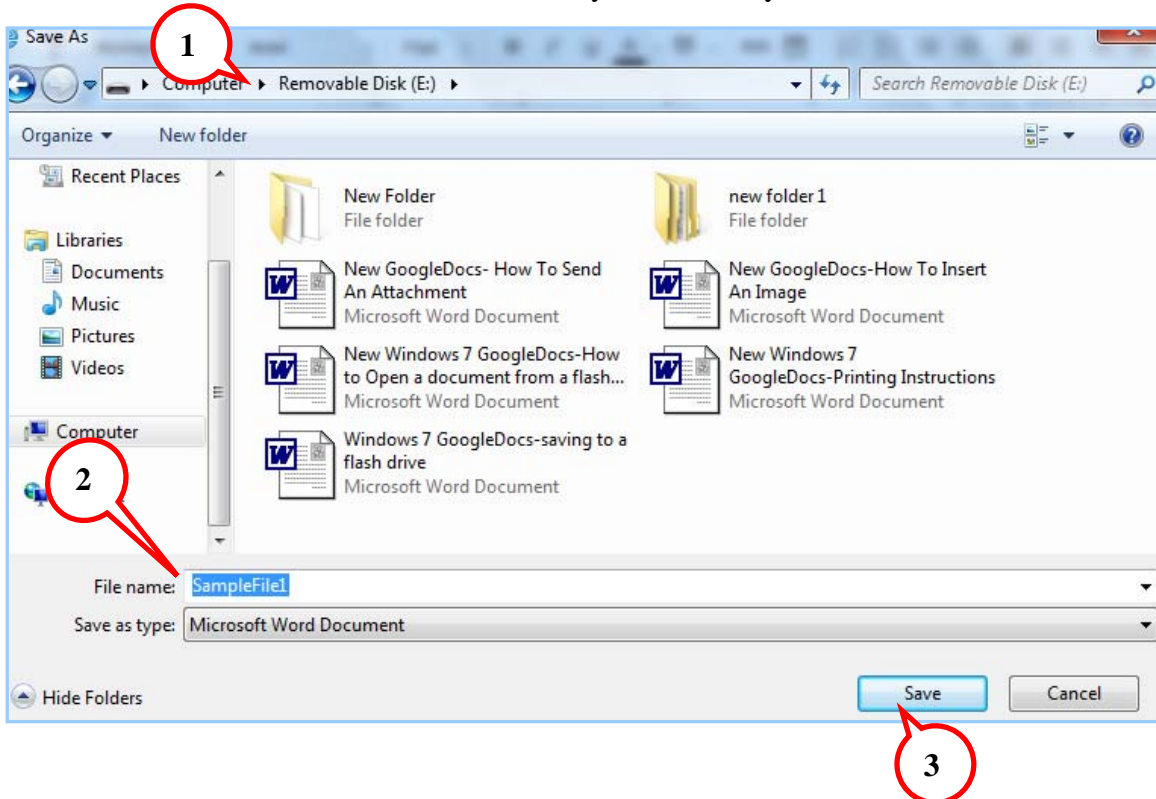 Save As
1
Computer Removable Disk (E:)
Search Removable Disk (E:)
Organize New folder
Recent Places
Libraries
Documents
Music
Pictures
Videos
Computer
New Folder
File folder
new folder 1
File folder
New GoogleDocs- How To Send
An Attachment
Microsoft Word Document
New GoogleDocs-How To Insert
An Image
Microsoft Word Document
New Windows 7 GoogleDocs-How
to Open a document from a flash...
Microsoft Word Document
New Windows 7
GoogleDocs-Printing Instructions
Microsoft Word Document
Windows 7 GoogleDocs-saving to a
flash drive
Microsoft Word Document
2
File name: SampleFile1
Save as type: Microsoft Word Document
Hide Folders
Save Cancel
3